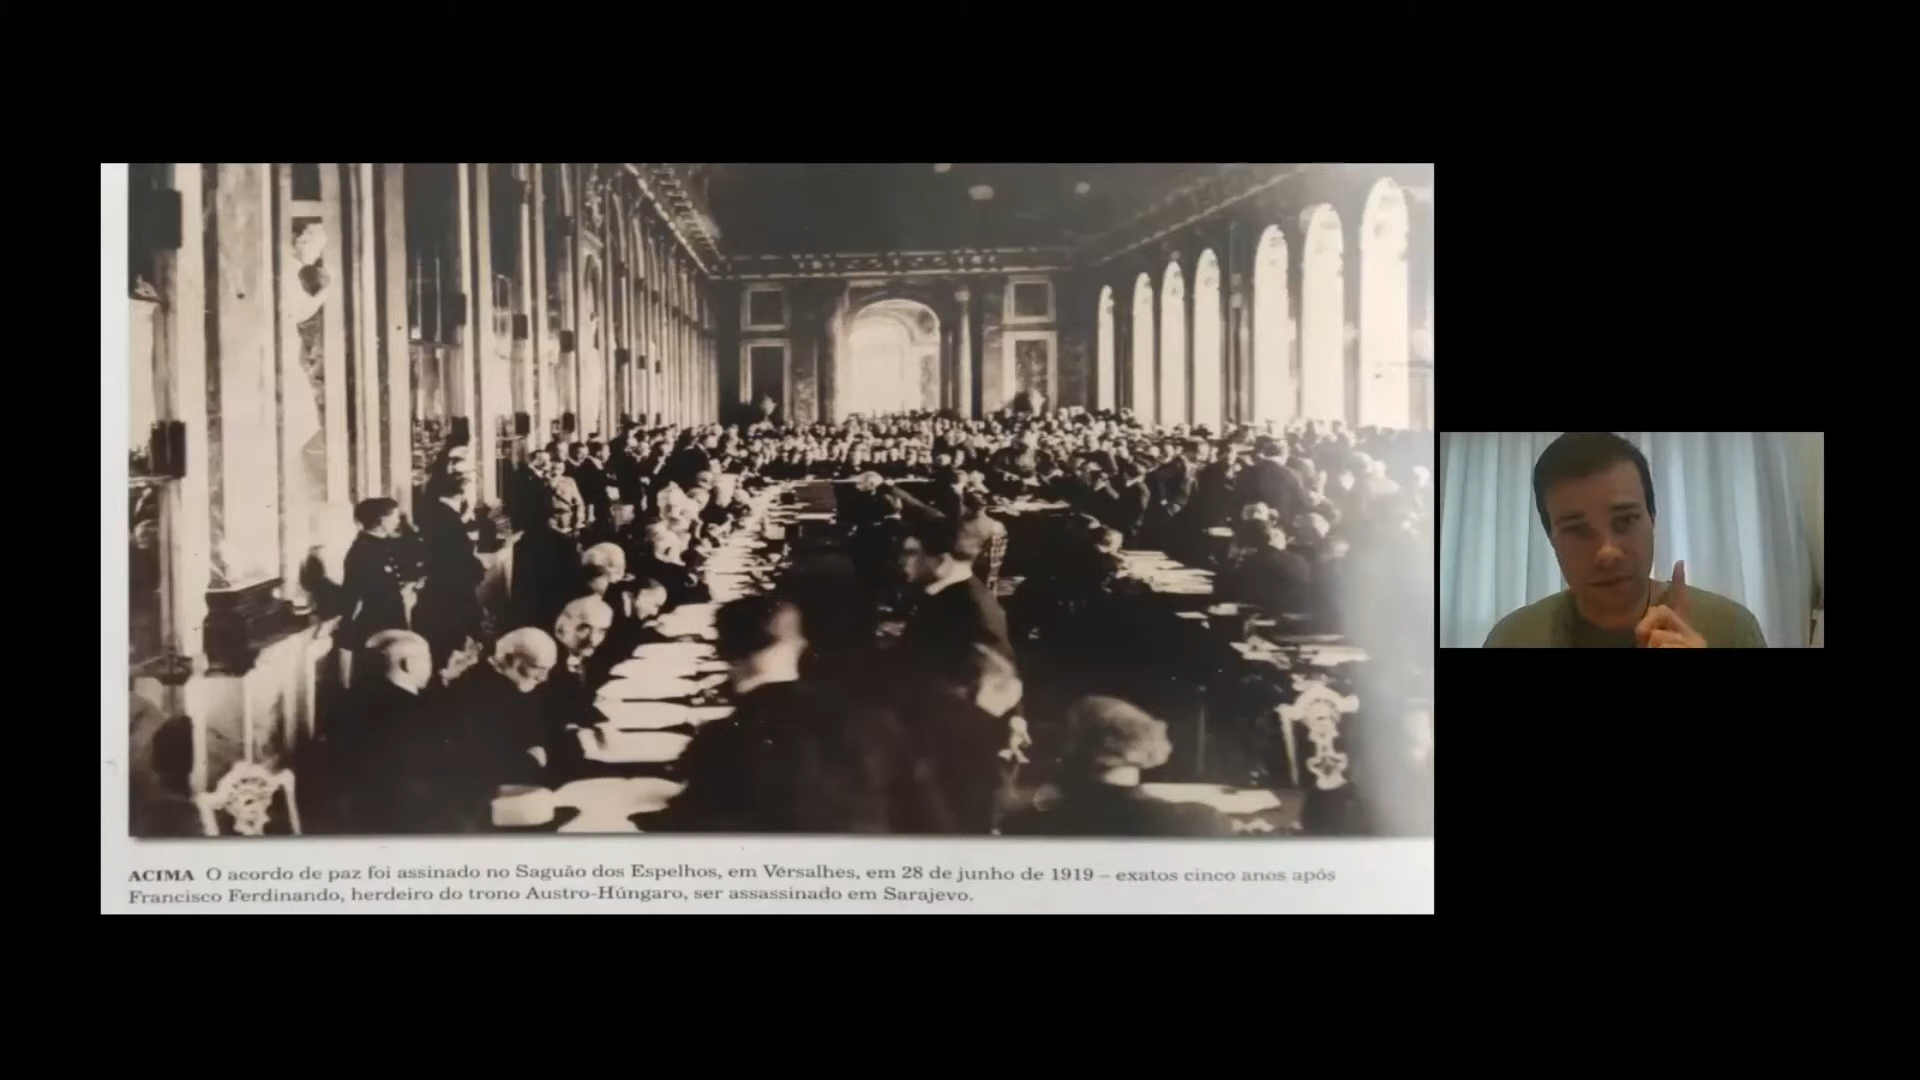 ACIMA O acordo de paz foi assinado no Saguão dos Espelhos, em Versalhes, em 28 de junho de 1919 – exatos cinco anos após
Francisco Ferdinando, herdeiro do trono Austro-Húngaro, ser assassinado em Sarajevo.